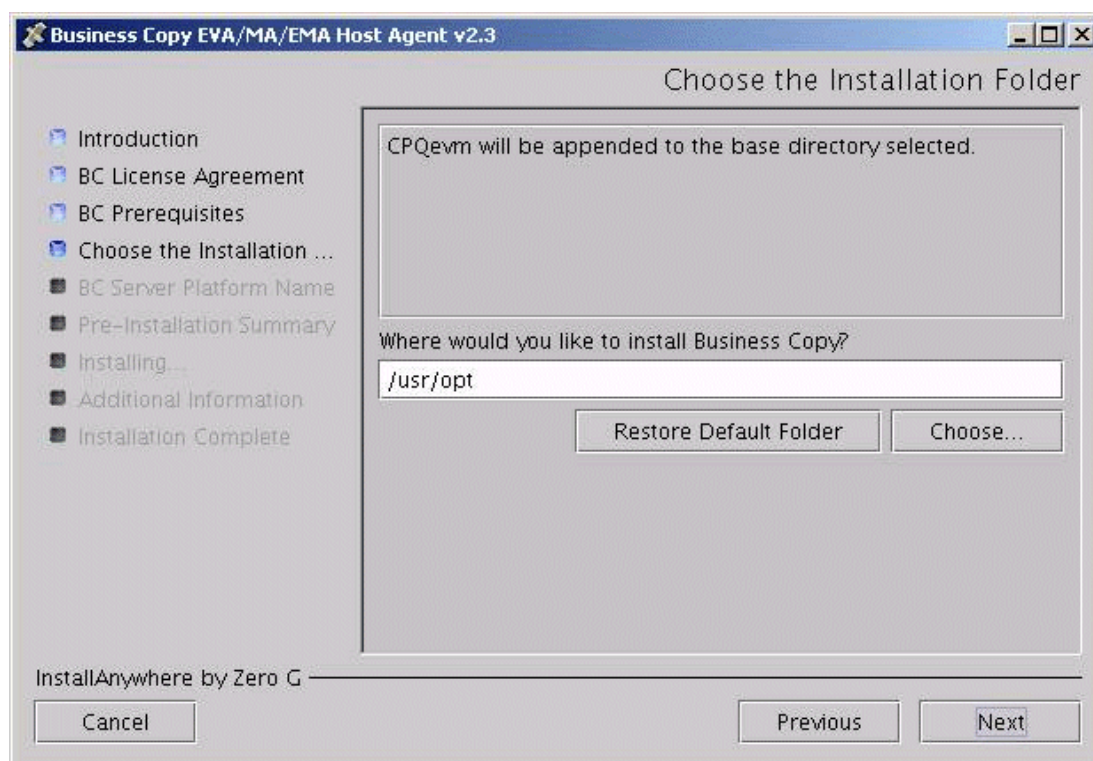 Business Copy EVA/MA/EMA Host Agent v2.3
Choose the Installation Folder
Introduction
BC License Agreement
BC Prerequisites
Choose the Installation ...
BC Server Platform Name
Pre-Installation Summary
Installing...
Additional Information
Installation Complete
CPQevm will be appended to the base directory selected.
Where would you like to install Business Copy?
/usr/opt
Restore Default Folder
Choose...
InstallAnywhere by Zero G
Cancel
Previous
Next